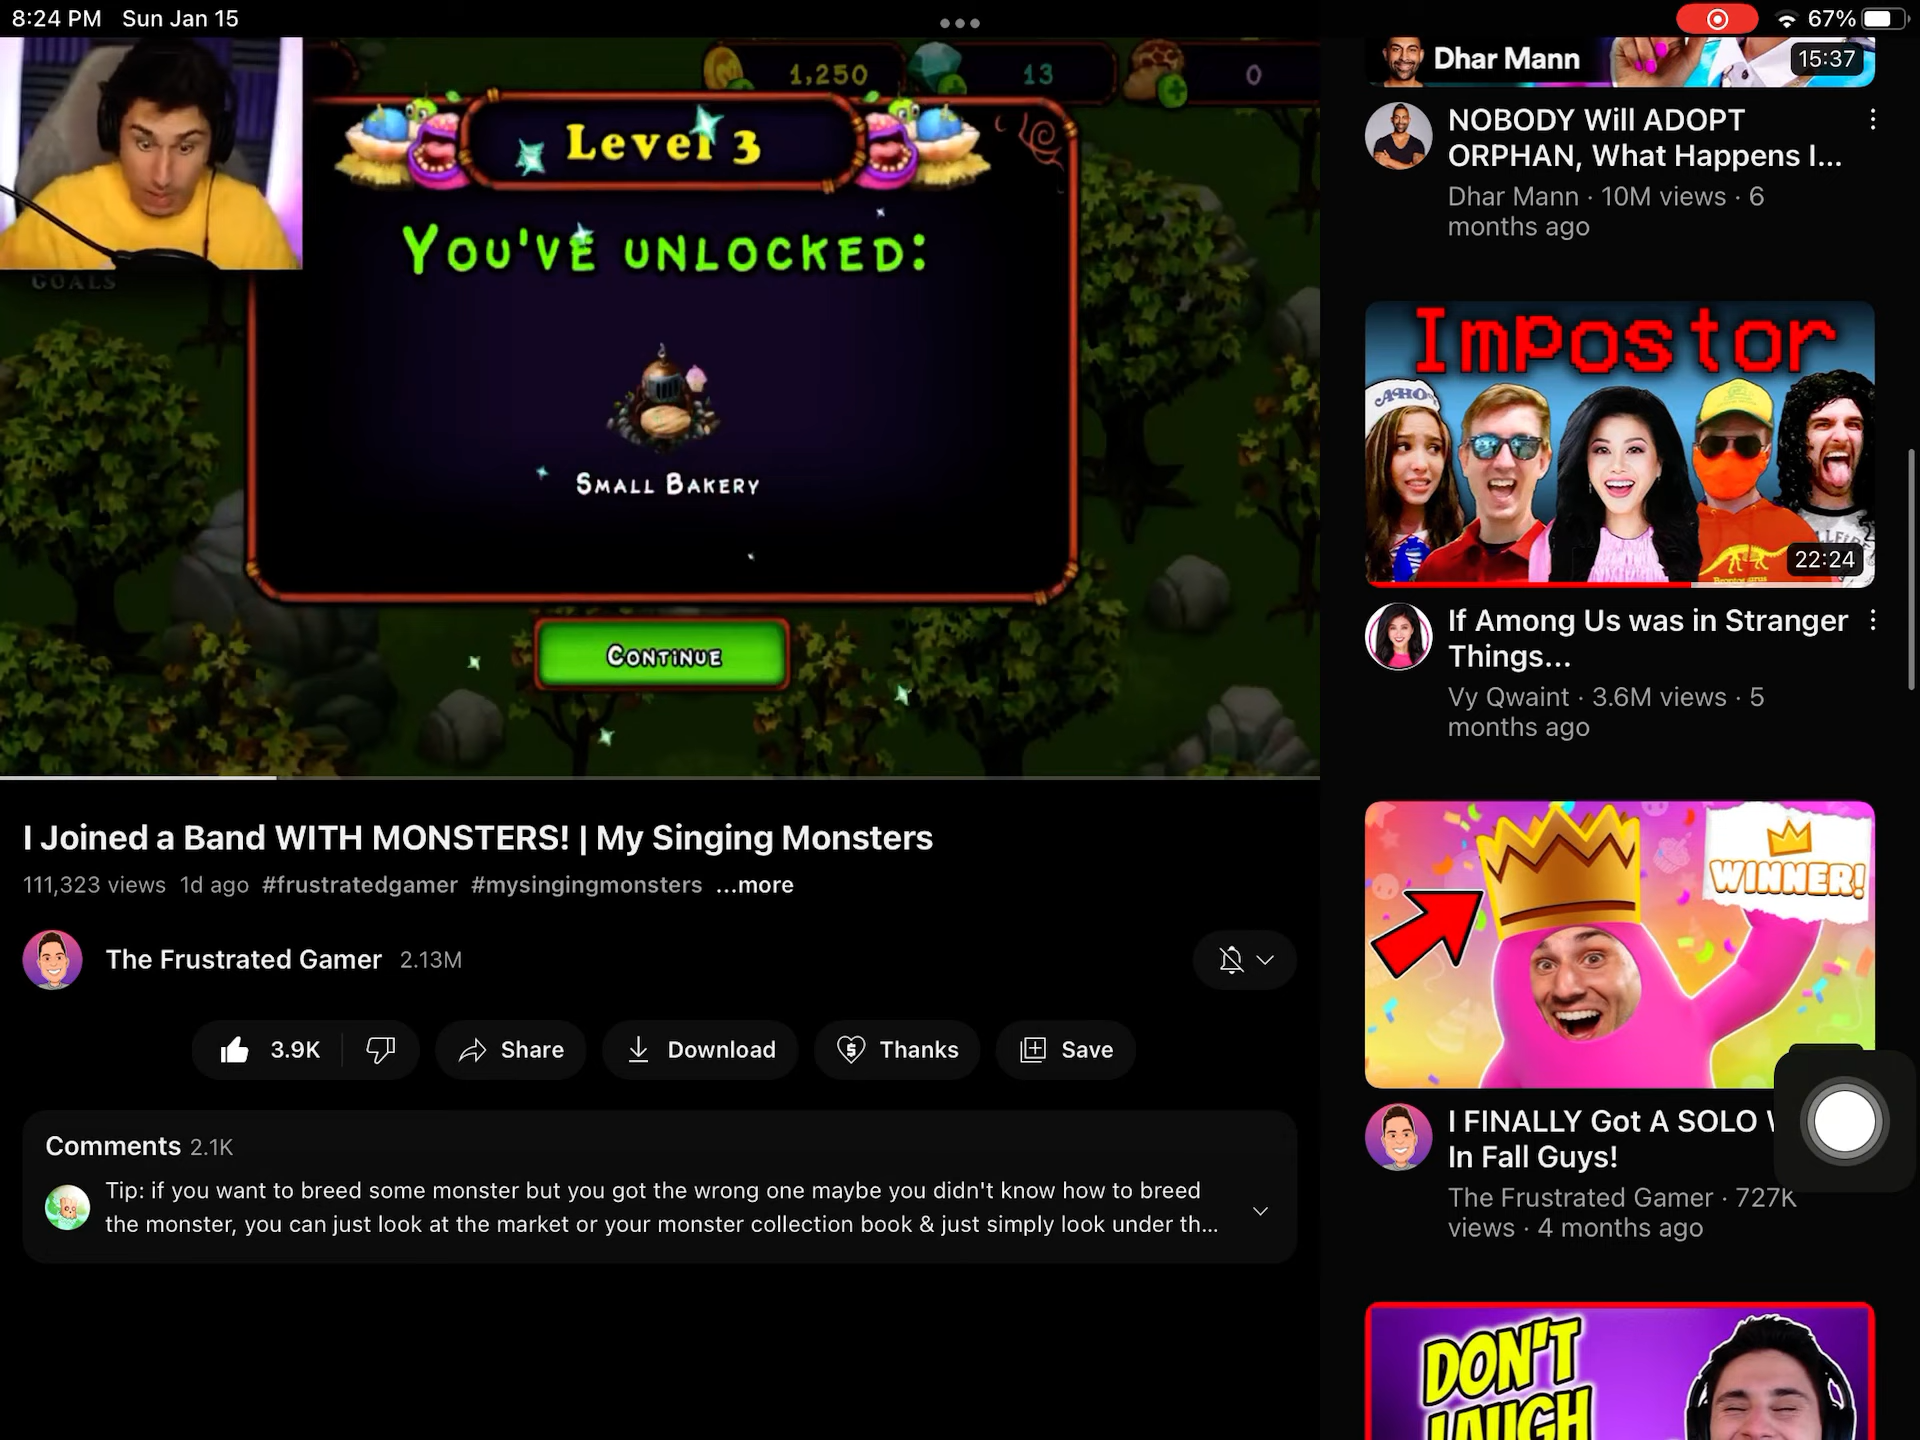 8:24 PM Sun Jan 15
67%
1,250
13
0
Level 3
YOU'VE UNLOCKED:
GOALS
SMALL BAKERY
CONTINUE
I Joined a Band WITH MONSTERS! | My Singing Monsters
111,323 views 1d ago #frustratedgamer #mysingingmonsters ...more
The Frustrated Gamer 2.13M
3.9K
Share
Download
Thanks
Save
Comments 2.1K
Tip: if you want to breed some monster but you got the wrong one maybe you didn't know how to breed
the monster, you can just look at the market or your monster collection book & just simply look under th...
Dhar Mann
15:37
NOBODY Will ADOPT
ORPHAN, What Happens I...
Dhar Mann · 10M views · 6
months ago
Impostor
AHO
22:24
If Among Us was in Stranger
Things...
Vy Qwaint · 3.6M views · 5
months ago
WINNER!
I FINALLY Got A SOLO
In Fall Guys!
The Frustrated Gamer · 727K
views · 4 months ago
DON'T
LAUGH